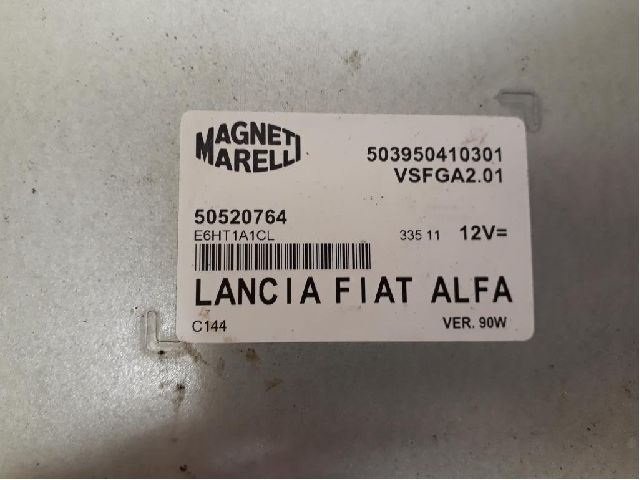 MAGNETI
MARELLI
503950410301
VSFGA2.01
50520764
E6HT1A1CL
335 11 12V=
LANCIA FIAT ALFA
C144
VER. 90W